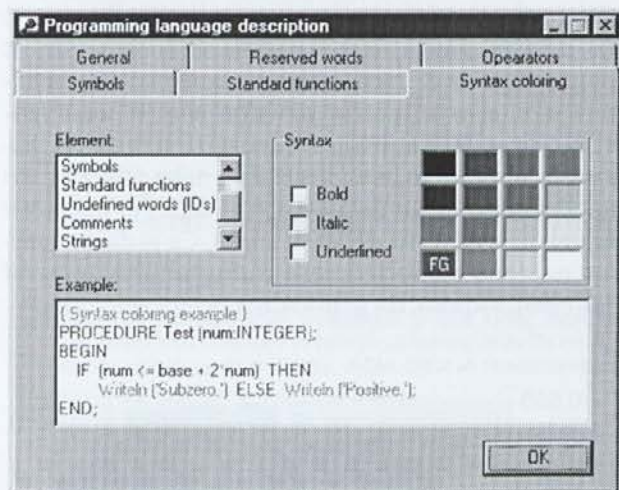 Programming language description
General Reserved words Opearators
Symbols Standard functions Syntax coloring
Element:
Symbols
Standard functions
Undefined words (IDs)
Comments
Strings
Syntax
Bold
Italic
Underlined
FG
Example:
{ Syntax coloring example }
PROCEDURE Test (num:INTEGER);
BEGIN
IF (num <= base + 2*num) THEN
Writeln ('Subzero.') ELSE Writeln ('Positive.');
END;
OK